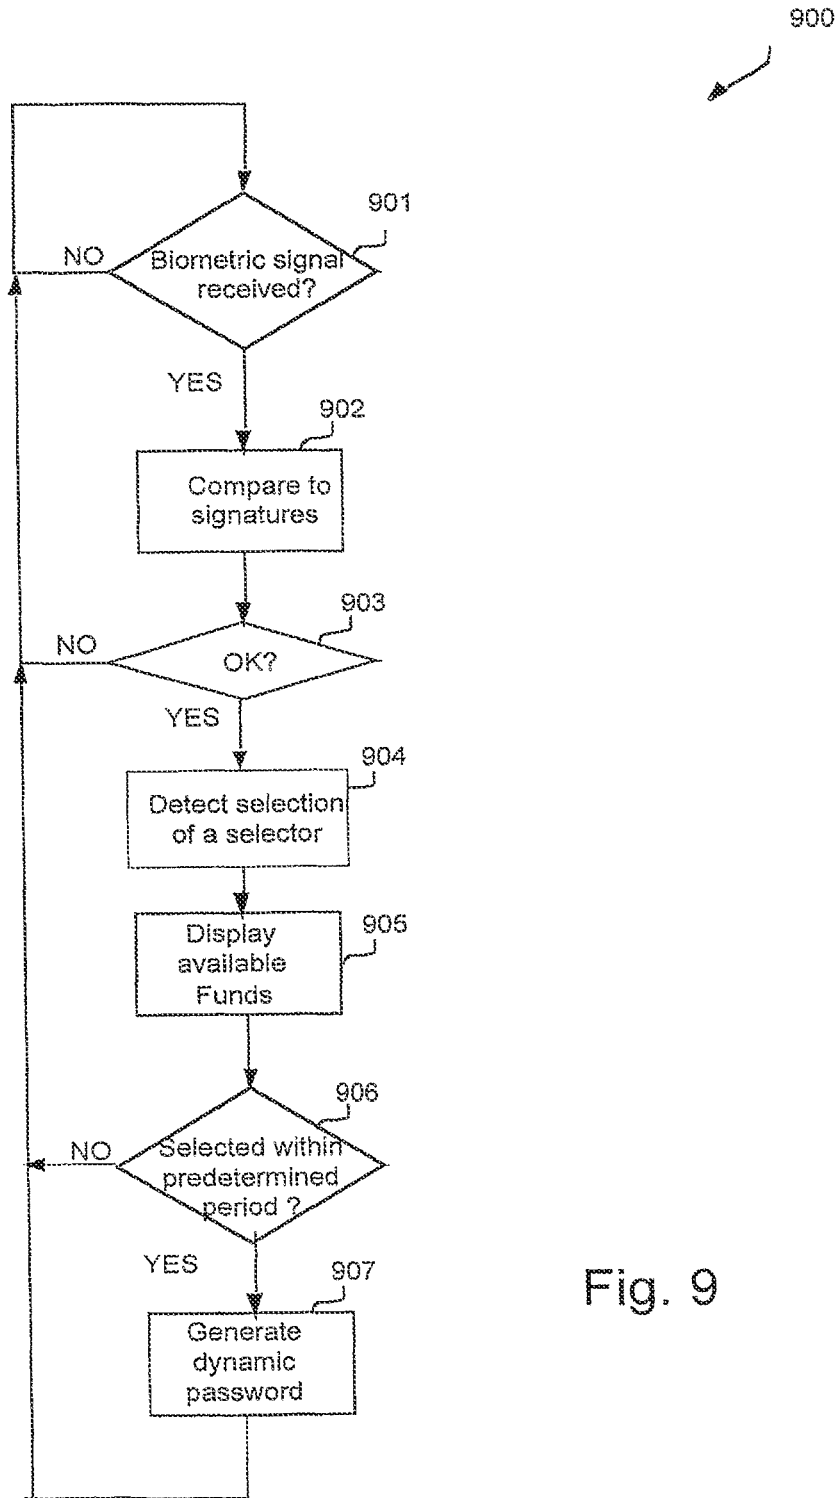 900
901
NO
Biometric signal
received?
YES
902
Compare to
signatures
903
NO
OK?
YES
904
Detect selection
of a selector
905
Display
available
Funds
906
NO
Selected within
predetermined
period ?
YES
907
Generate
dynamic
password
Fig. 9